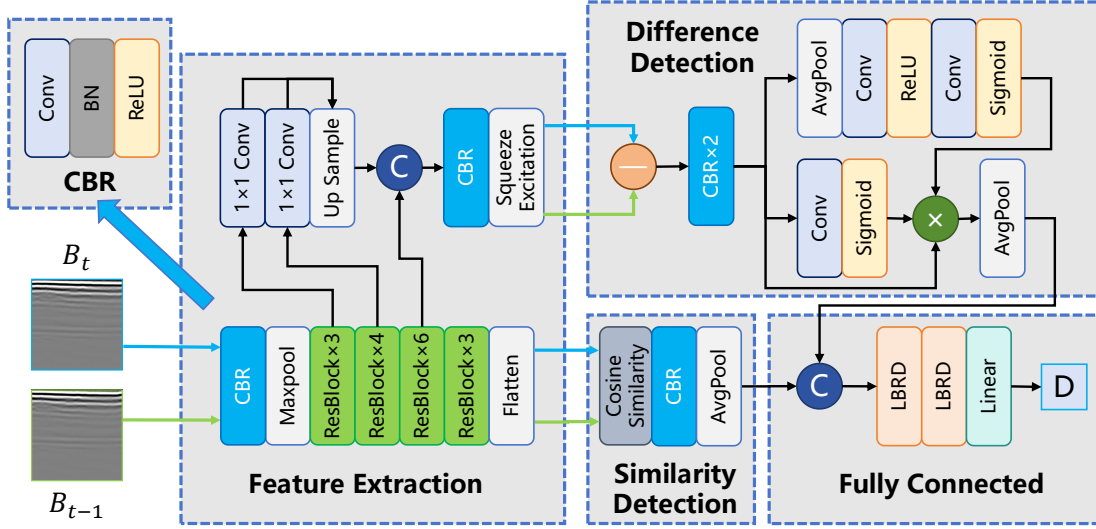 Conv
BN
ReLU
CBR
B_t
B_{t−1}
1×1 Conv
1×1 Conv
Up Sample
C
CBR
Squeeze
Excitation
CBR
Maxpool
ResBlock×3
ResBlock×4
ResBlock×6
ResBlock×3
Flatten
Feature Extraction
Difference
Detection
—
CBR×2
AvgPool
Conv
ReLU
Conv
Sigmoid
Conv
Sigmoid
×
AvgPool
Cosine
Similarity
CBR
AvgPool
Similarity
Detection
C
LBRD
LBRD
Linear
D
Fully Connected